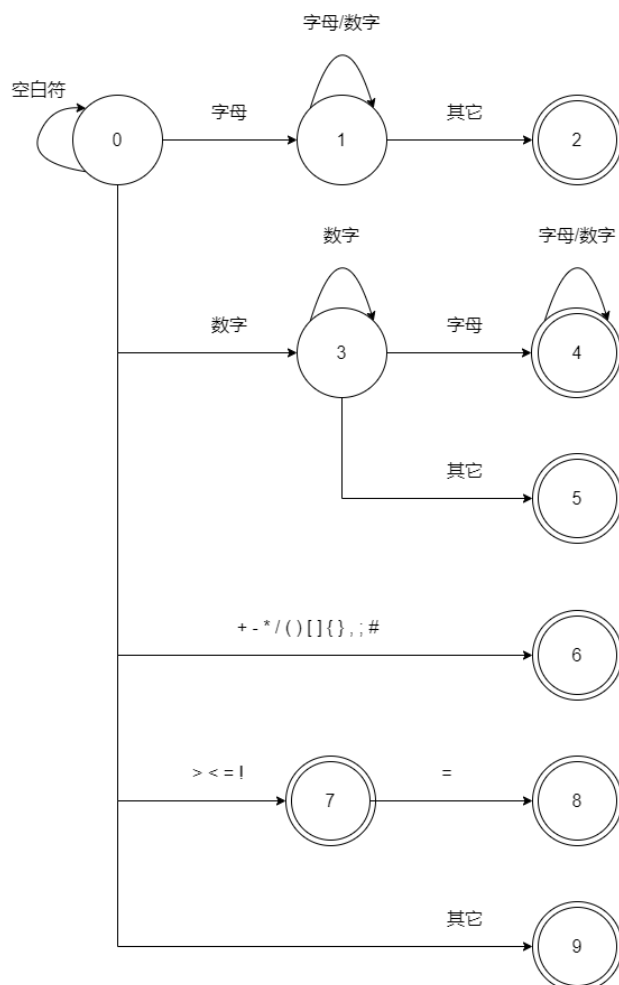 字母/数字
空白符
字母
其它
0
1
2
数字
字母/数字
数字
字母
3
4
其它
5
+ - * / ( ) [ ] { } , ; #
6
> < = !
=
7
8
其它
9